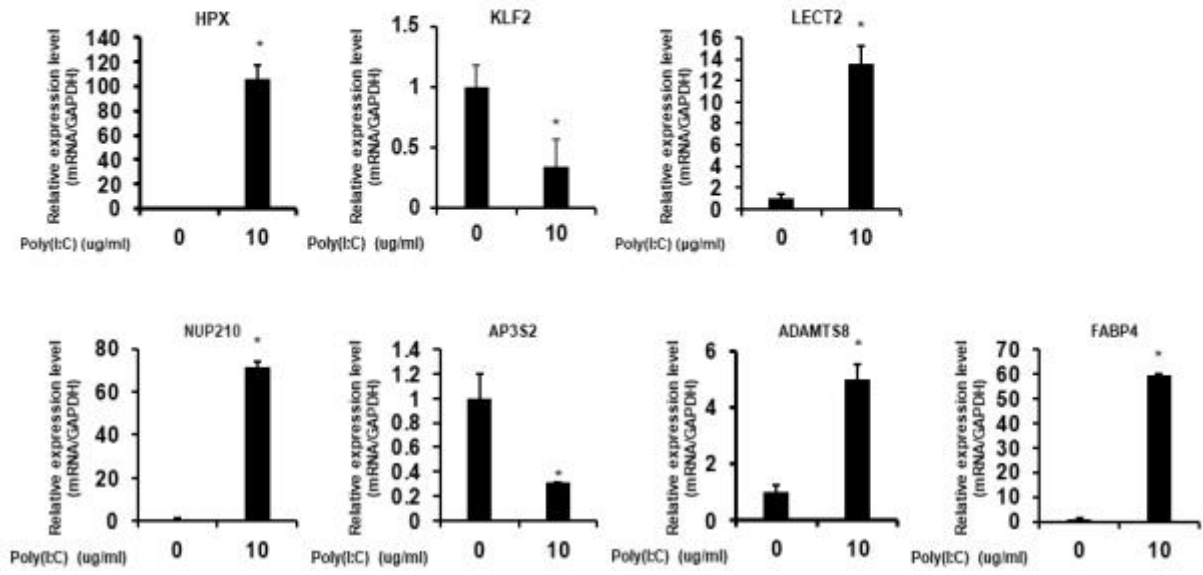 HPX
Relative expression level
(mRNA/GAPDH)
140
120
100
80
60
40
20
0
*
0 10
Poly(I:C) (ug/ml)
KLF2
Relative expression level
(mRNA/GAPDH)
1.5
1
0.5
0
*
0 10
Poly(I:C) (ug/ml)
LECT2
Relative expression level
(mRNA/GAPDH)
16
14
12
10
8
6
4
2
0
*
0 10
Poly(I:C) (µg/ml)
NUP210
Relative expression level
(mRNA/GAPDH)
80
60
40
20
0
*
0 10
Poly(I:C) (ug/ml)
AP3S2
Relative expression level
(mRNA/GAPDH)
1.4
1.2
1
0.8
0.6
0.4
0.2
0
*
0 10
Poly(I:C) (ug/ml)
ADAMTS8
Relative expression level
(mRNA/GAPDH)
6
4
2
0
*
0 10
Poly(I:C) (ug/ml)
FABP4
Relative expression level
(mRNA/GAPDH)
70
60
50
40
30
20
10
0
*
0 10
Poly(I:C) (ug/ml)